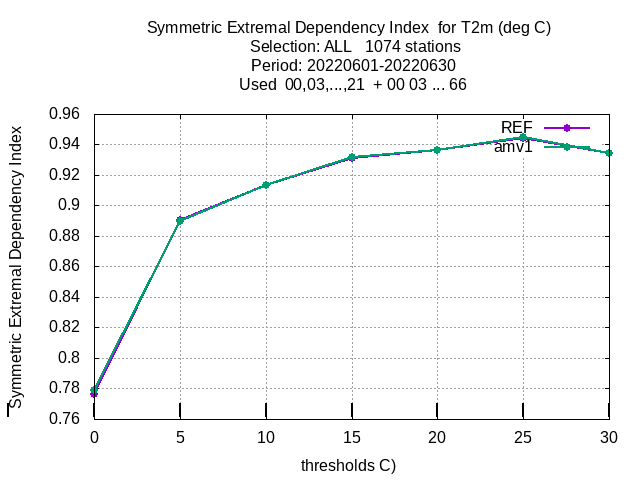 Symmetric Extremal Dependency Index  for T2m (deg C)
Selection: ALL   1074 stations
Period: 20220601-20220630
Used  00,03,...,21  + 00 03 ... 66
Symmetric Extremal Dependency Index
0.96
0.94
0.92
0.9
0.88
0.86
0.84
0.82
0.8
0.78
0.76
REF
amv1
0 5 10 15 20 25 30
thresholds C)